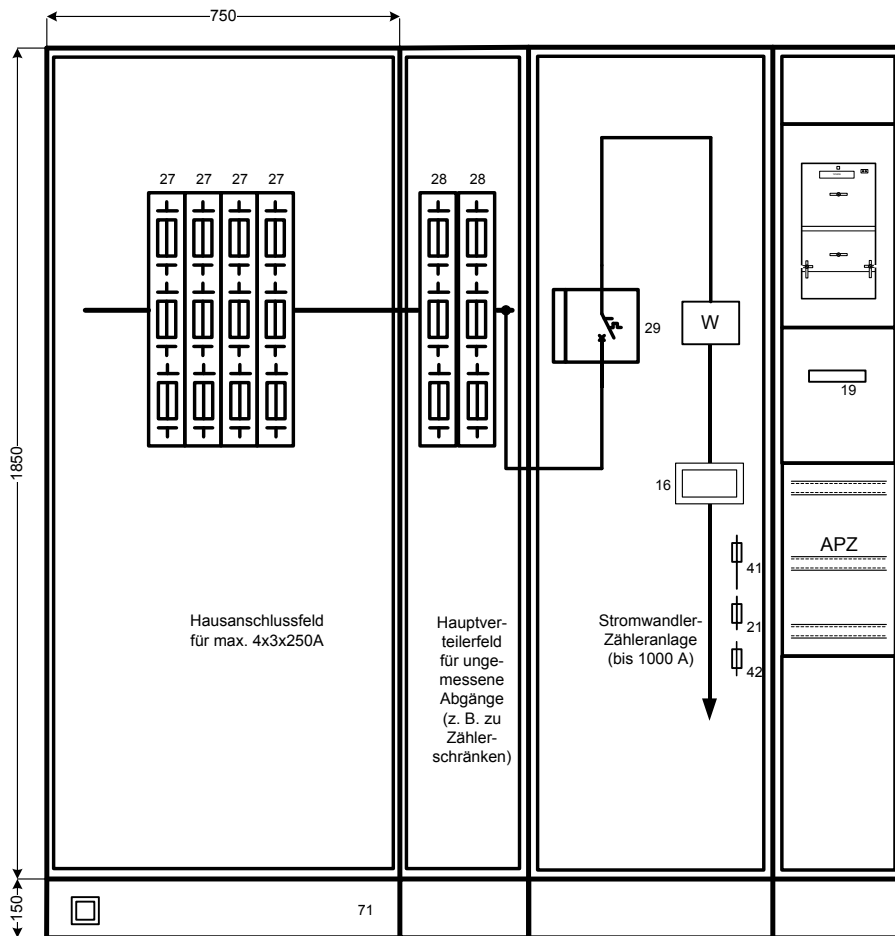 750
27 27 27 27
28 28
29
W
19
1850
16
APZ
41
Hausanschlussfeld
für max. 4x3x250A
Hauptver-
teilerfeld
für unge-
messene
Abgänge
(z. B. zu
Zähler-
schränken)
Stromwandler-
Zähleranlage
(bis 1000 A)
21
42
150
71